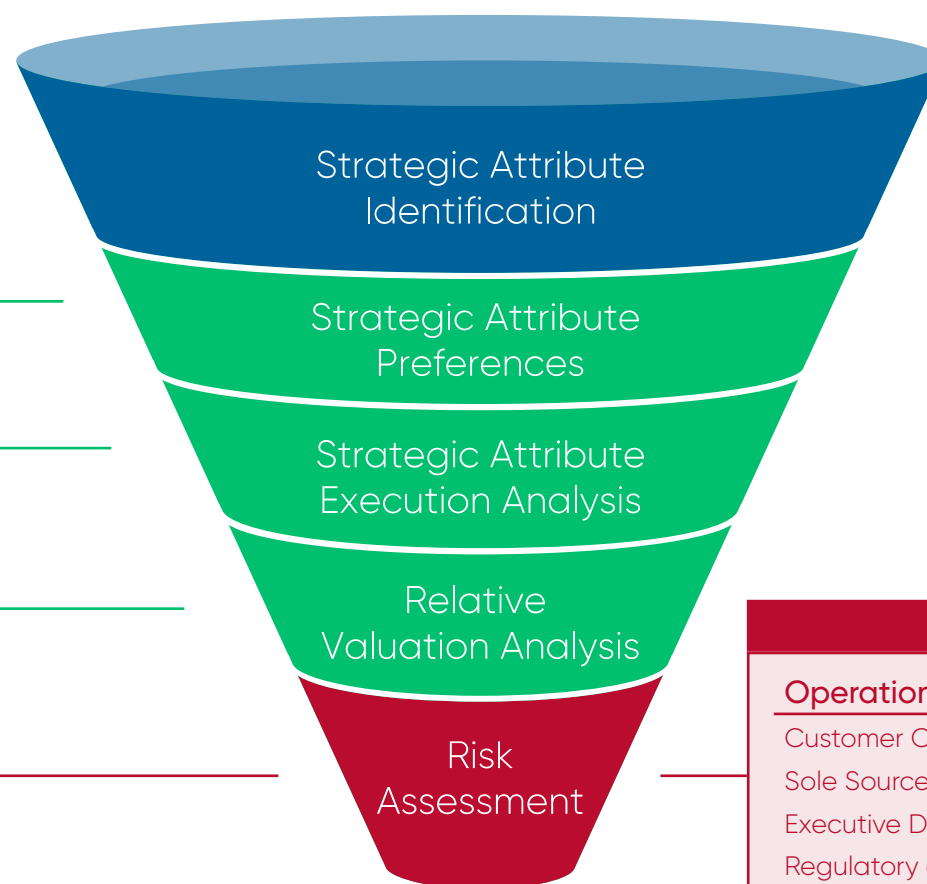 Strategic Attribute
Identification
Strategic Attribute
Preferences
Strategic Attribute
Execution Analysis
Relative
Valuation Analysis
Risk
Assessment
Customer
Sole Source
Executive
Regulatory